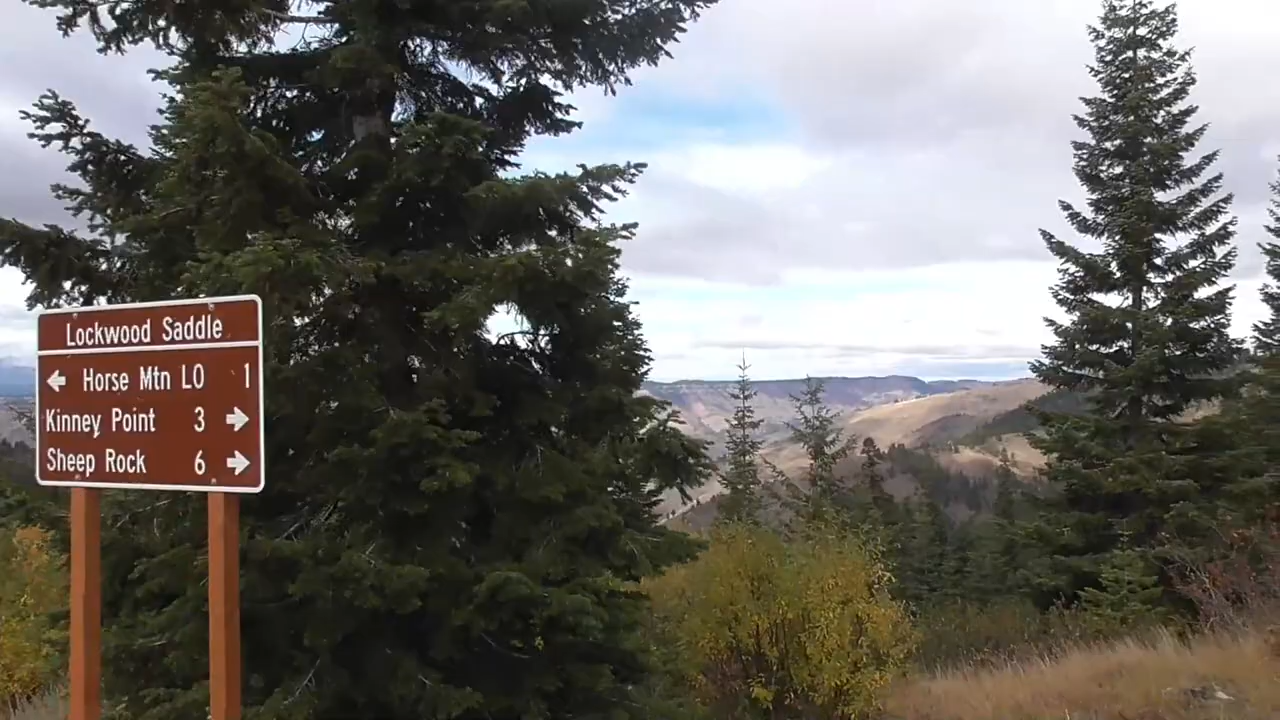 Lockwood Saddle
← Horse Mtn LO 1
Kinney Point 3 →
Sheep Rock 6 →